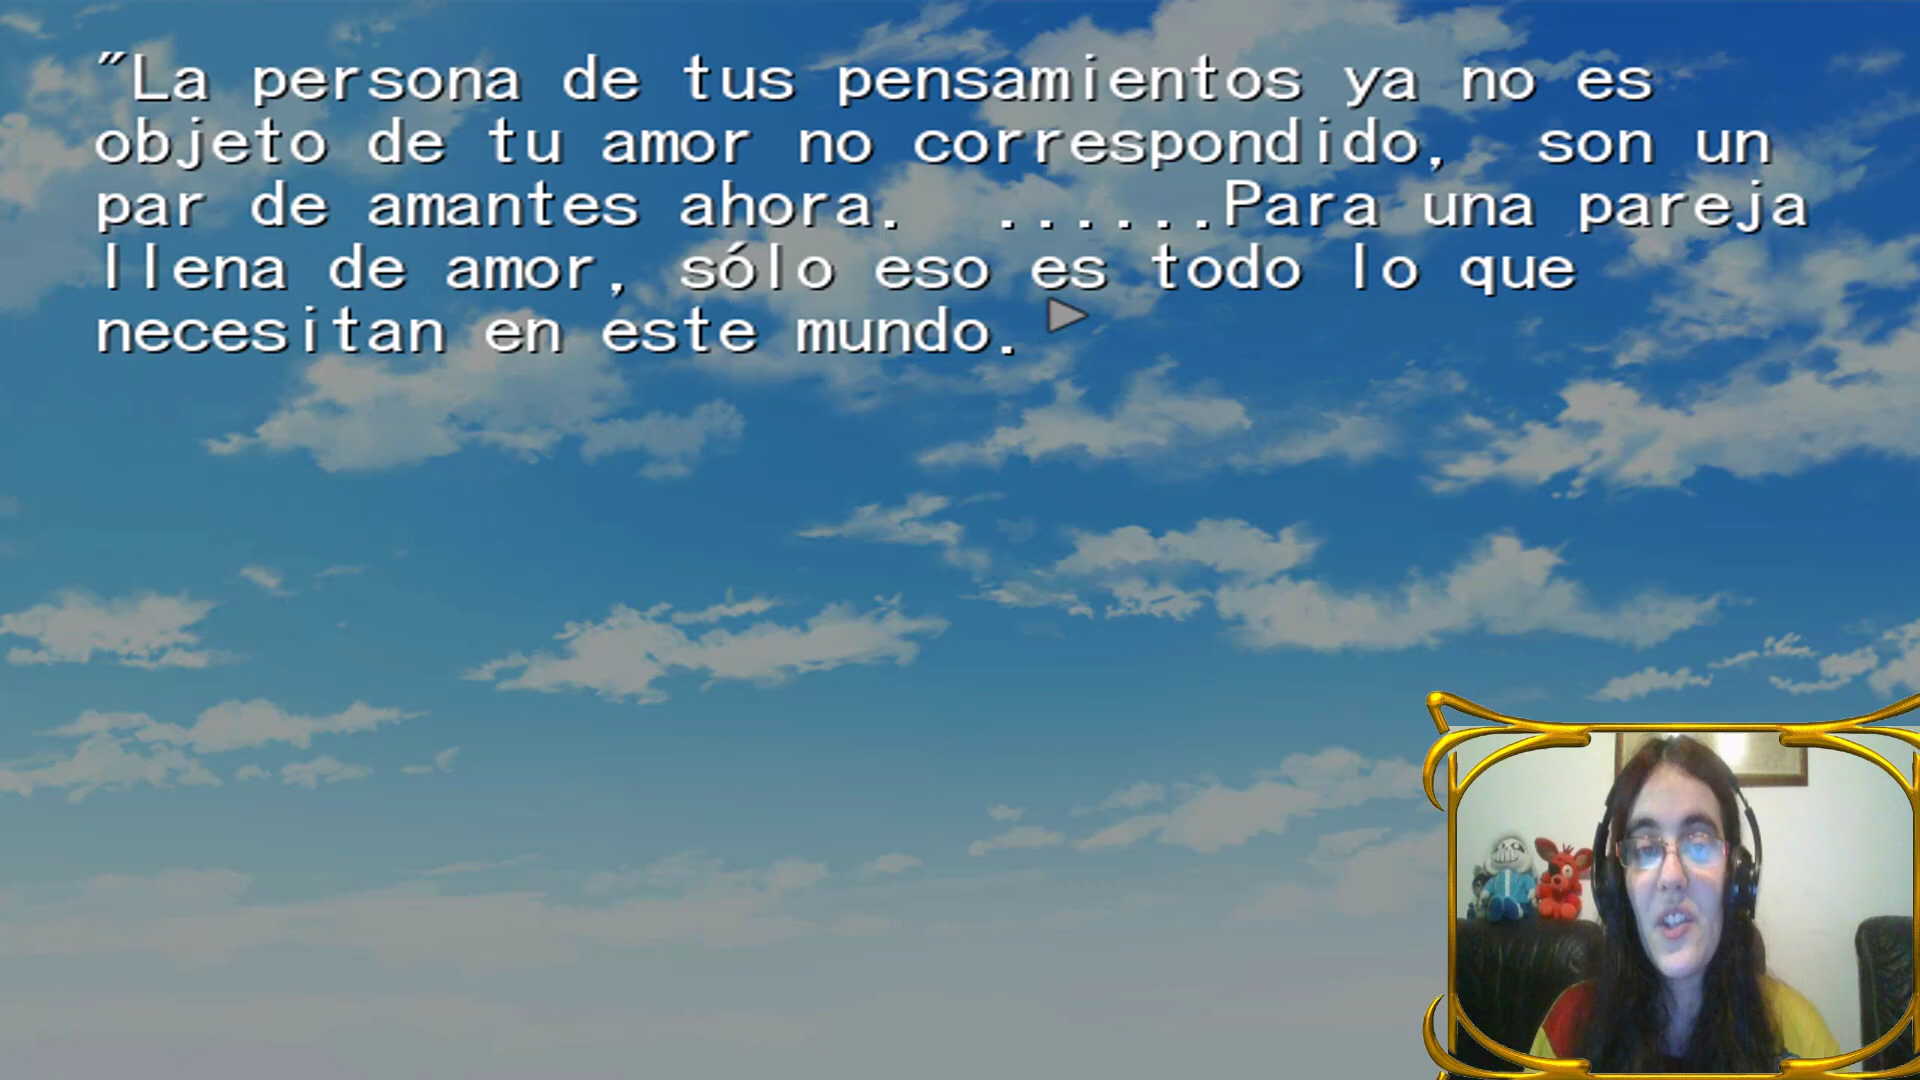 "La persona de tus pensamientos ya no es
objeto de tu amor no correspondido, son un
par de amantes ahora. ......Para una pareja
llena de amor, sólo eso es todo lo que
necesitan en este mundo.